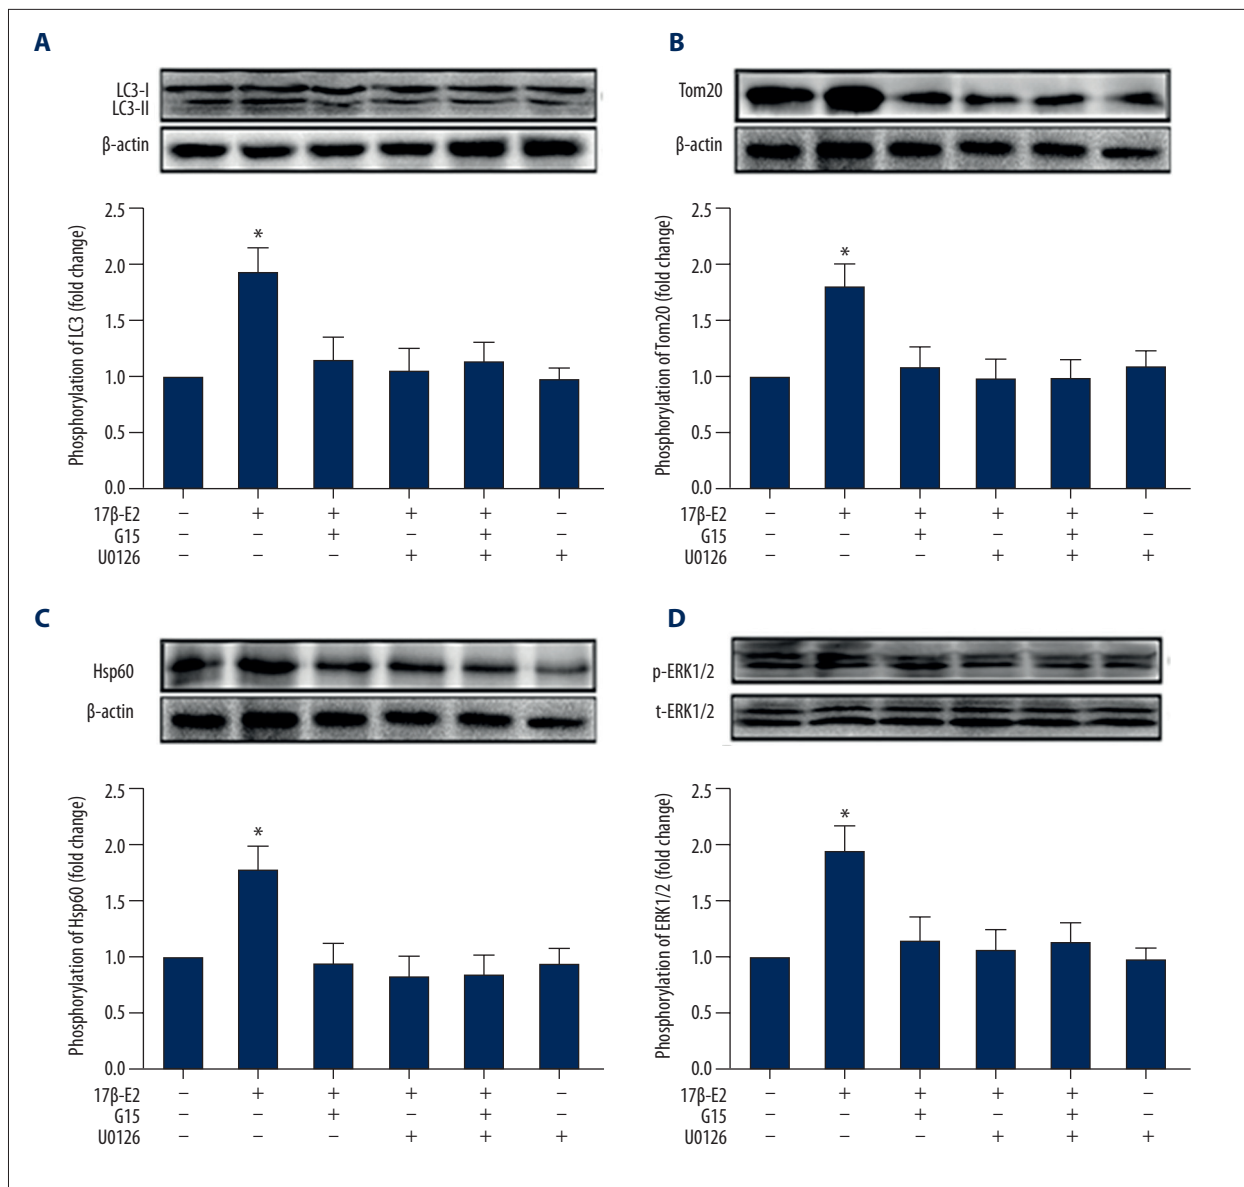 A
LC3-I
LC3-II
β-actin
Phosphorylation of LC3 (fold change)
2.5
2.0
1.5
1.0
0.5
0.0
*
17β-E2 – + + + + –
G15 – – + – + –
U0126 – – – + + +
B
Tom20
β-actin
Phosphorylation of Tom20 (fold change)
2.5
2.0
1.5
1.0
0.5
0.0
*
17β-E2 – + + + + –
G15 – – + – + –
U0126 – – – + + +
C
Hsp60
β-actin
Phosphorylation of Hsp60 (fold change)
2.5
2.0
1.5
1.0
0.5
0.0
*
17β-E2 – + + + + –
G15 – – + – + –
U0126 – – – + + +
D
p-ERK1/2
t-ERK1/2
Phosphorylation of ERK1/2 (fold change)
2.5
2.0
1.5
1.0
0.5
0.0
*
17β-E2 – + + + + –
G15 – – + – + –
U0126 – – – + + +